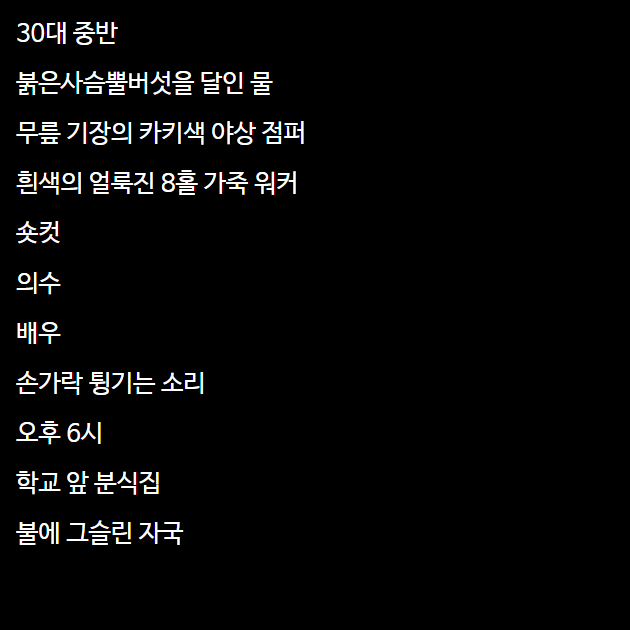 30대 중반
붉은사슴뿔버섯을 달인 물
무릎 기장의 카키색 야상 점퍼
흰색의 얼룩진 8홀 가죽 워커
숏컷
의수
배우
손가락 튕기는 소리
오후 6시
학교 앞 분식집
불에 그슬린 자국